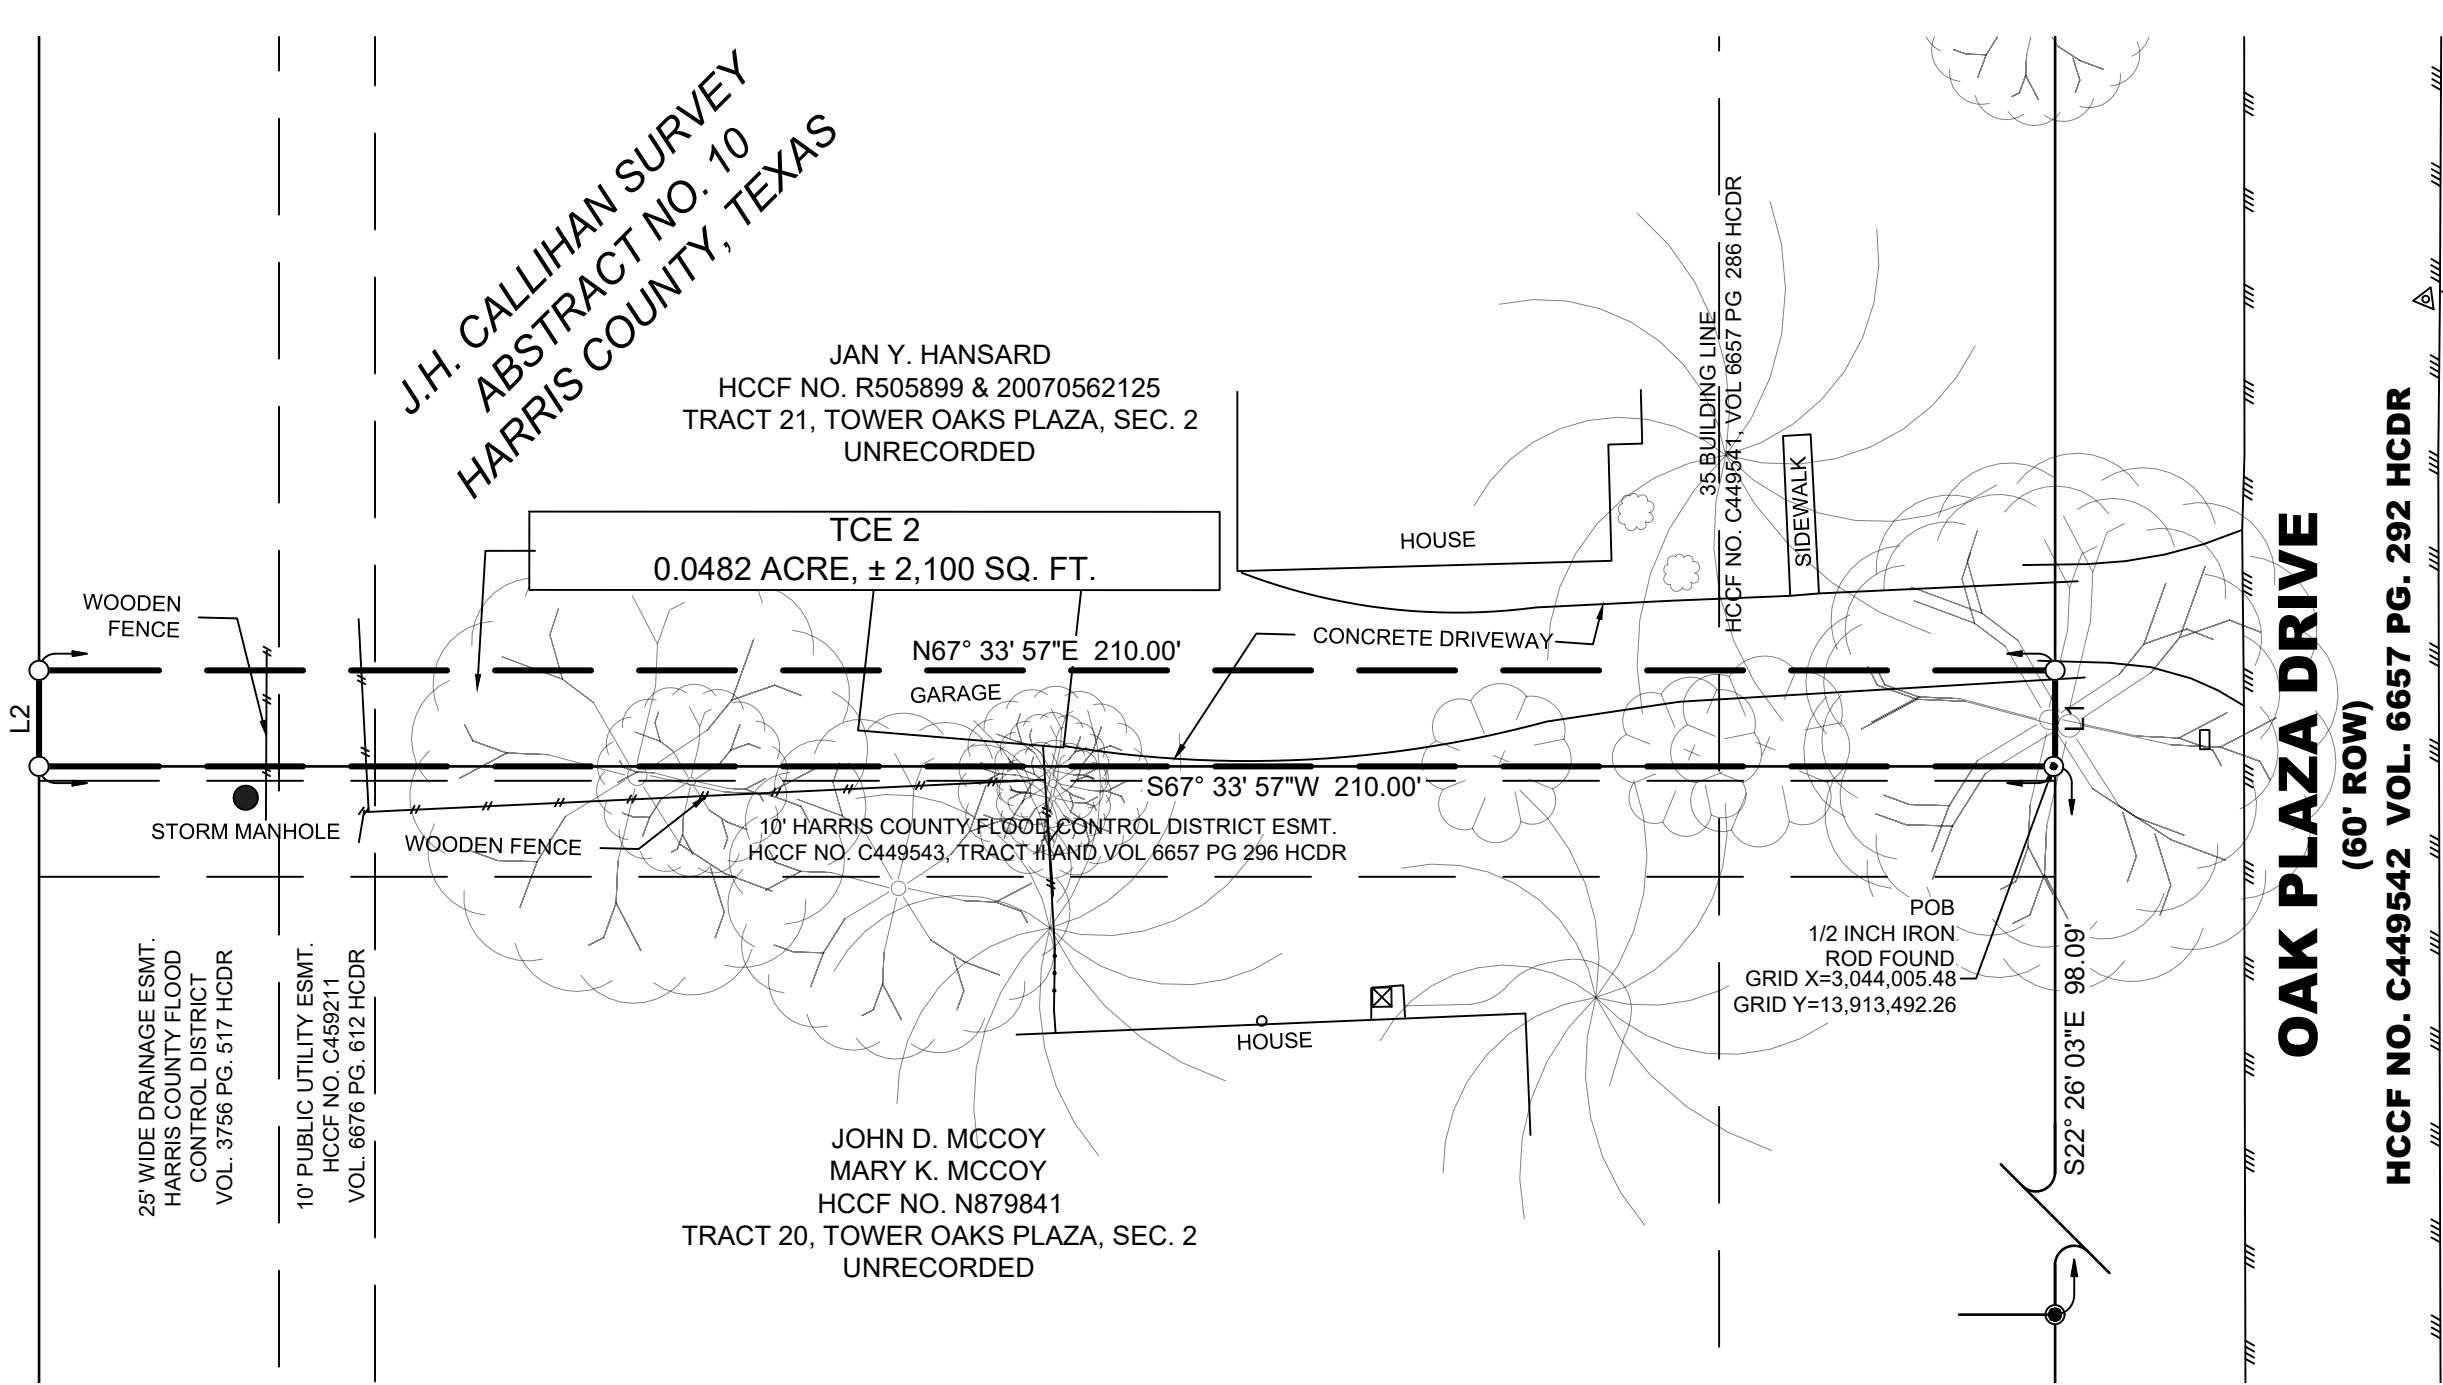 J.H. CALLIHAN SURVEY
ABSTRACT NO. 10
HARRIS COUNTY, TEXAS
JAN Y. HANSARD
HCCF NO. R505899 & 20070562125
TRACT 21, TOWER OAKS PLAZA, SEC. 2
UNRECORDED
TCE 2
0.0482 ACRE, ± 2,100 SQ. FT.
WOODEN
FENCE
L2
N67° 33' 57"E 210.00'
GARAGE
HOUSE
CONCRETE DRIVEWAY
SIDEWALK
35 BUILDING LINE
HCCF NO. C449541, VOL 6657 PG 286 HCDR
L1
S67° 33' 57"W 210.00'
STORM MANHOLE
WOODEN FENCE
10' HARRIS COUNTY FLOOD CONTROL DISTRICT ESMT.
HCCF NO. C449543, TRACT II AND VOL 6657 PG 296 HCDR
POB
1/2 INCH IRON
ROD FOUND
GRID X=3,044,005.48
GRID Y=13,913,492.26
S22° 26' 03"E 98.09'
25' WIDE DRAINAGE ESMT.
HARRIS COUNTY FLOOD
CONTROL DISTRICT
VOL. 3756 PG. 517 HCDR
10' PUBLIC UTILITY ESMT.
HCCF NO. C459211
VOL. 6676 PG. 612 HCDR
HOUSE
JOHN D. MCCOY
MARY K. MCCOY
HCCF NO. N879841
TRACT 20, TOWER OAKS PLAZA, SEC. 2
UNRECORDED
OAK PLAZA DRIVE
(60' ROW)
HCCF NO. C449542 VOL. 6657 PG. 292 HCDR